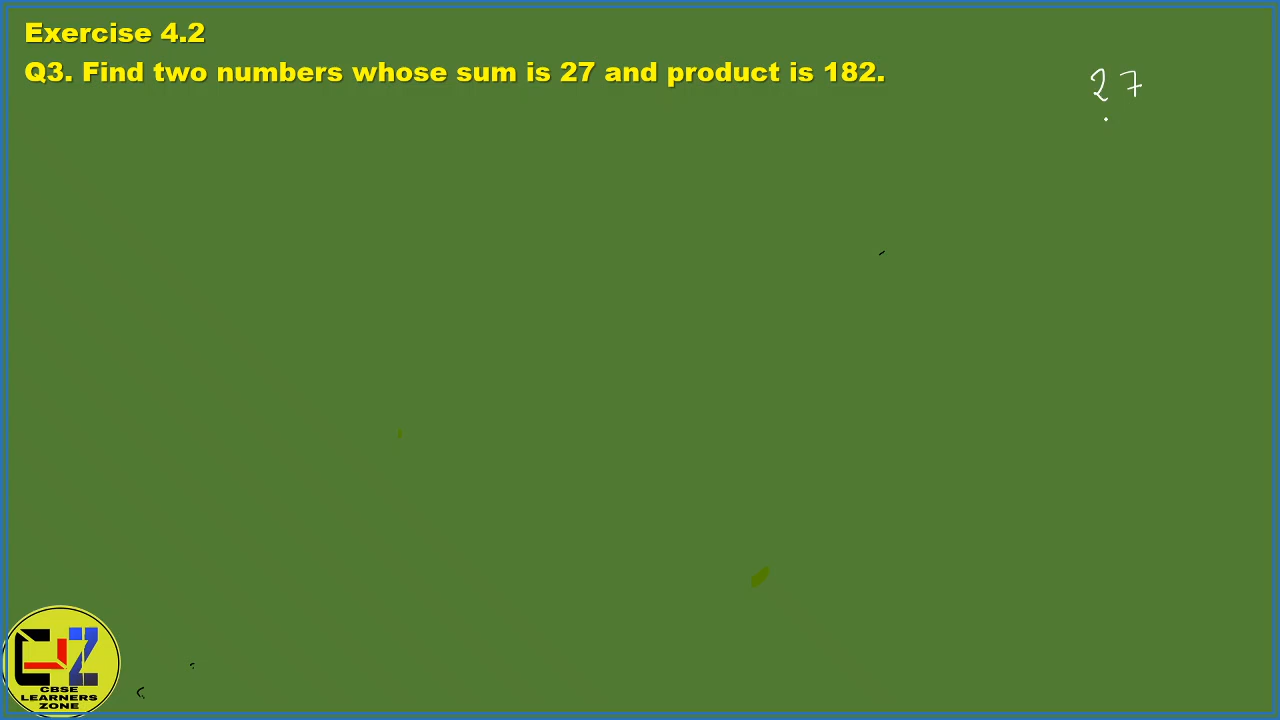 Exercise 4.2
Q3. Find two numbers whose sum is 27 and product is 182.
27
CBSE
LEARNERS
ZONE